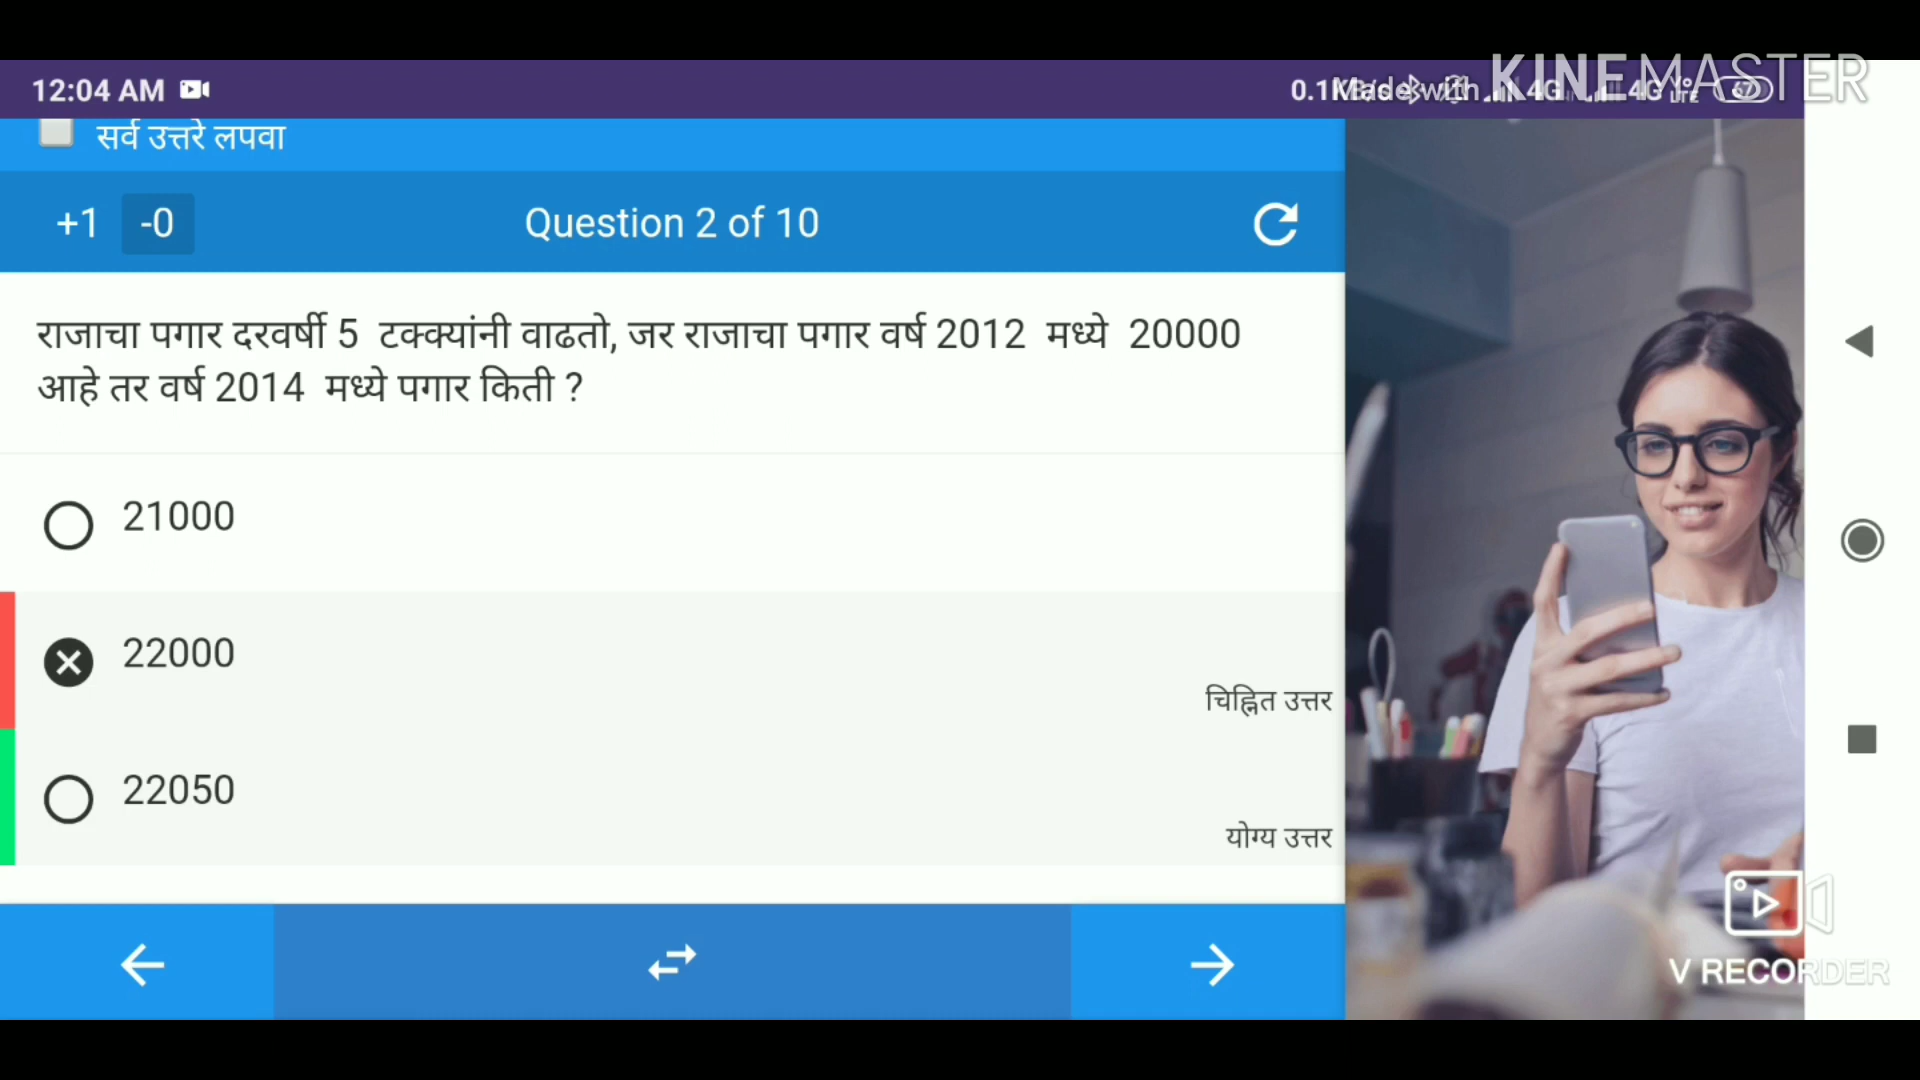 Made with KINEMASTER
12:04 AM
सर्व उत्तरे लपवा
+1 -0 Question 2 of 10
राजाचा पगार दरवर्षी 5 टक्क्यांनी वाढतो, जर राजाचा पगार वर्ष 2012 मध्ये 20000
आहे तर वर्ष 2014 मध्ये पगार किती ?
21000
22000
चिह्नित उत्तर
22050
योग्य उत्तर
V RECORDER